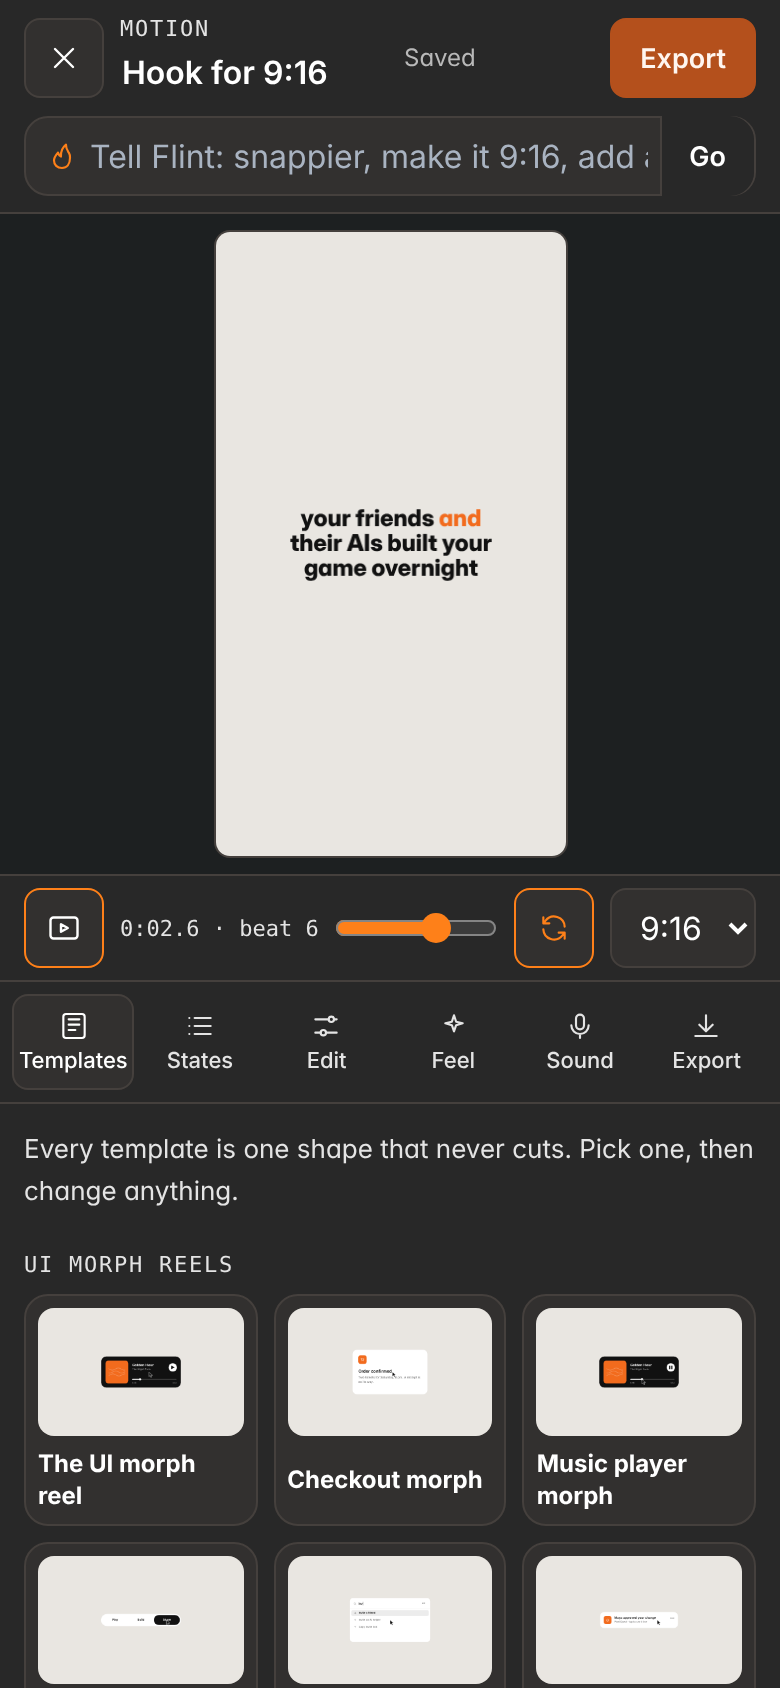 MOTION
Hook for 9:16
Saved
Export
Tell Flint: snappier, make it 9:16, add
Go
your friends and
their AIs built your
game overnight
0:02.6 · beat 6
9:16
Templates
States
Edit
Feel
Sound
Export
Every template is one shape that never cuts. Pick one, then
change anything.
UI MORPH REELS
Order confirmed
The UI morph
reel
Checkout morph
Music player
morph